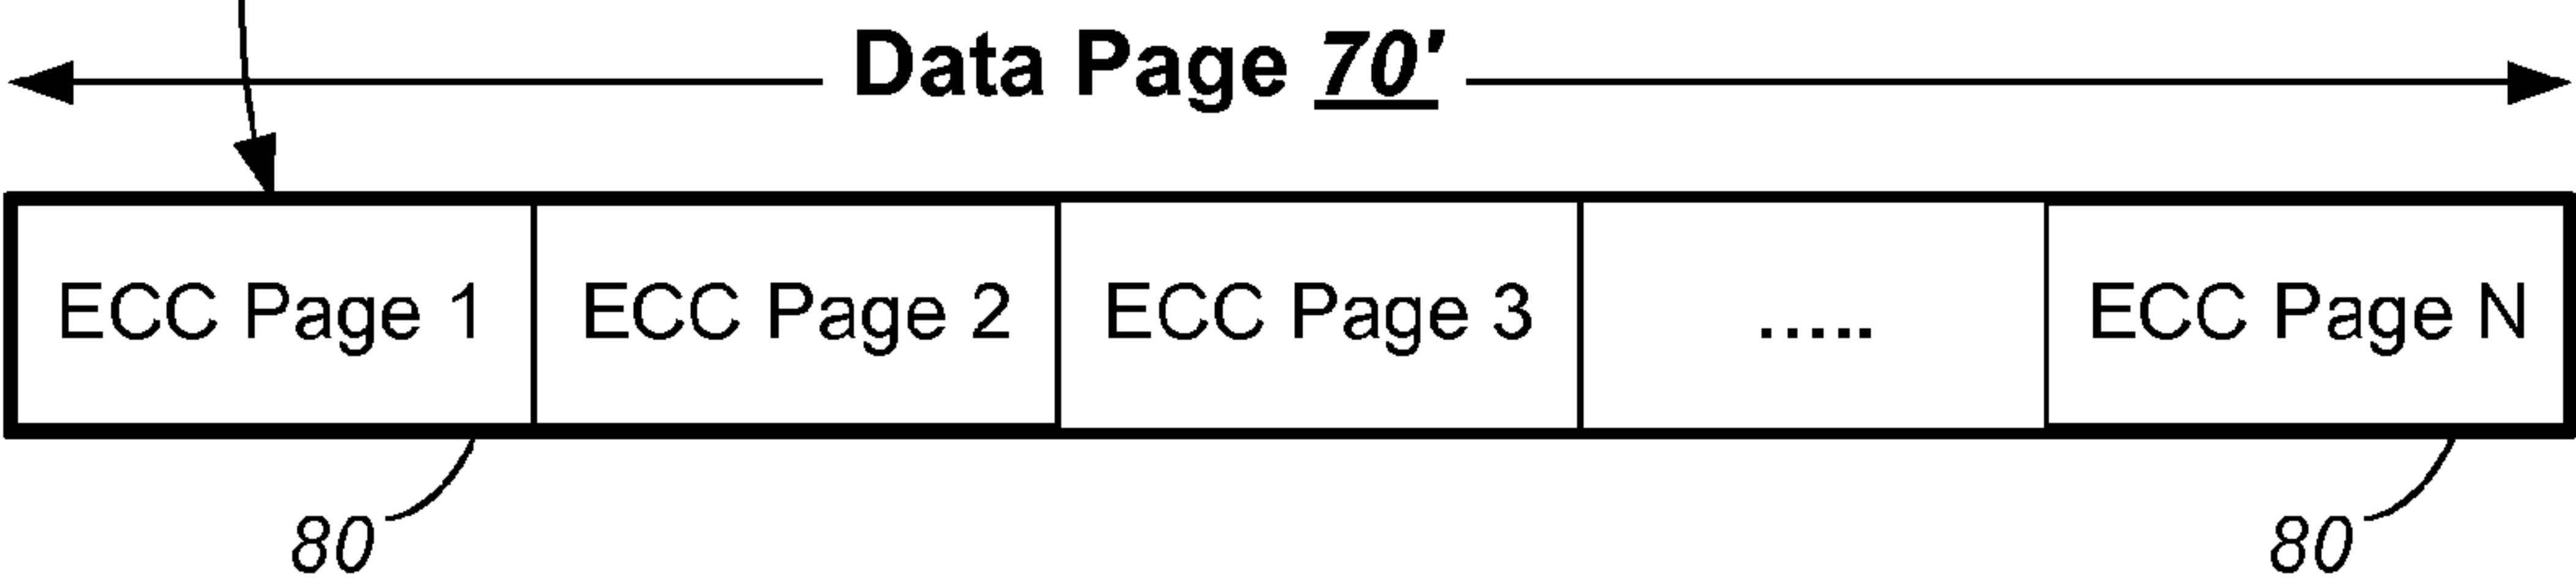 Data Page 70'
ECC Page 1 ECC Page 2 ECC Page 3 ..... ECC Page N
80 80